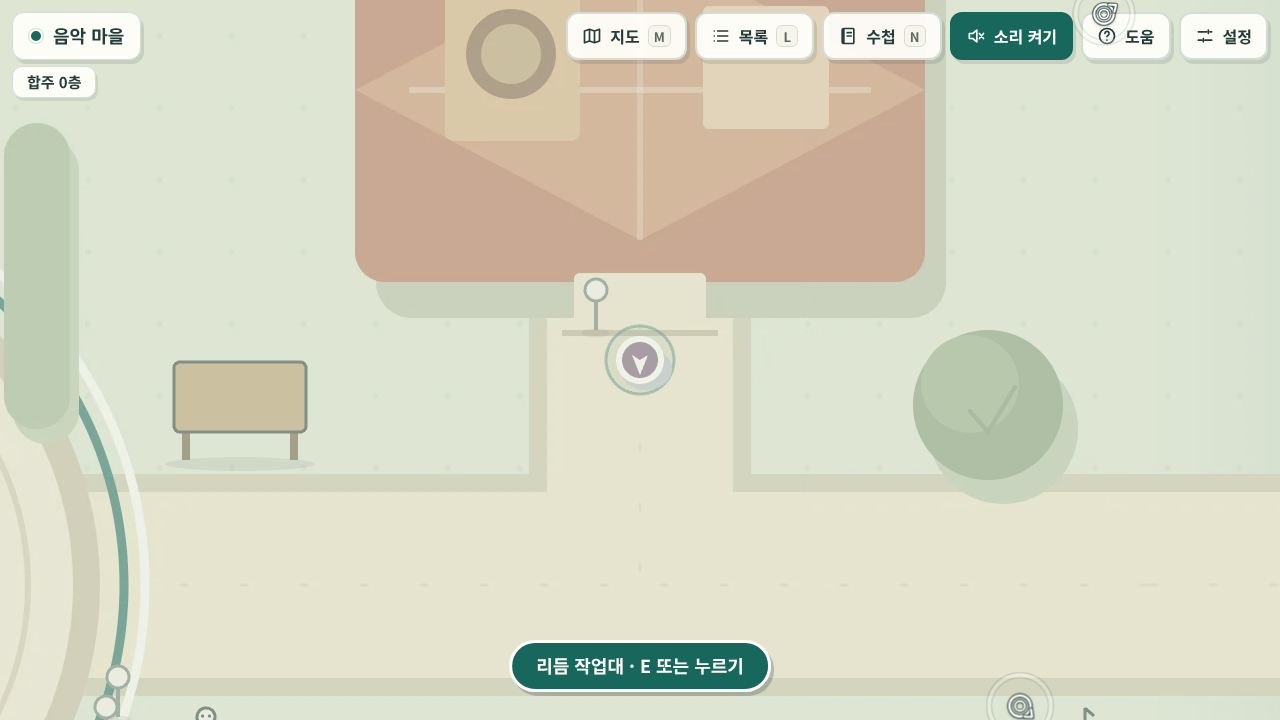 음악 마을
지도 M
목록 L
수첩 N
소리 켜기
도움
설정
합주 0층
리듬 작업대 · E 또는 누르기